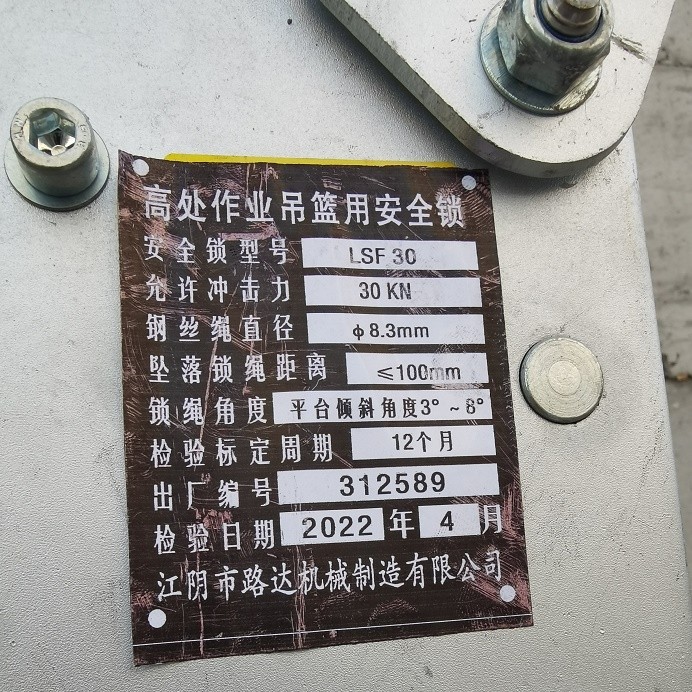 高处作业吊篮用安全锁
安全锁型号 LSF 30
允许冲击力 30 KN
钢丝绳直径 φ8.3mm
坠落锁绳距离 ≤100mm
锁绳角度 平台倾斜角度3°~8°
检验标定周期 12个月
出厂编号 312589
检验日期 2022 年 4 月
江阴市路达机械制造有限公司